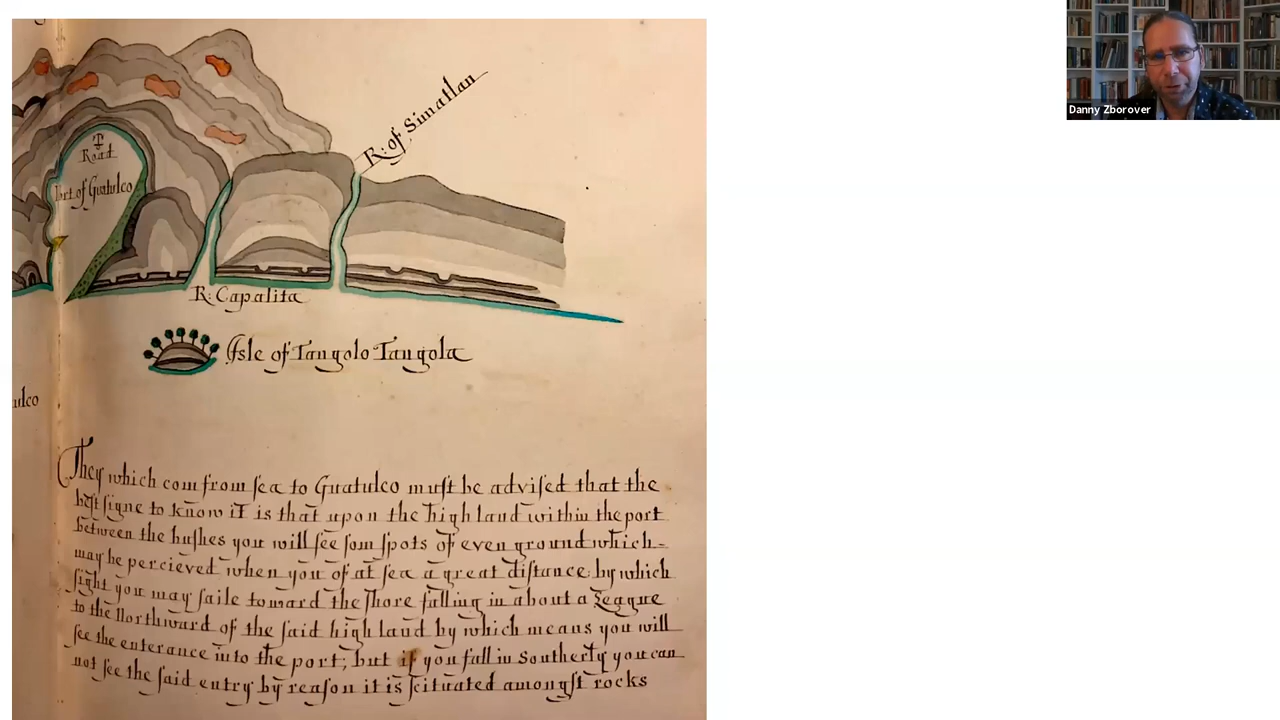 Danny Zborover
R: of Simatlan
Road
Port of Guatulco
R: Capalita
Isle of Tangolo Tangola
ulco
They which com from sea to Guatulco must be advised that the
best signe to know it is that upon the high land within the port
between the bushes you will see som spots of even ground which-
may be percieved when you of at sea a great distance by which
sight you may saile toward the shore falling in about a League
to the Northward of the said high land by which means you will
see the enterance into the port; but if you fall in Southerly you can
not see the said entry by reason it is scituated amongst rocks